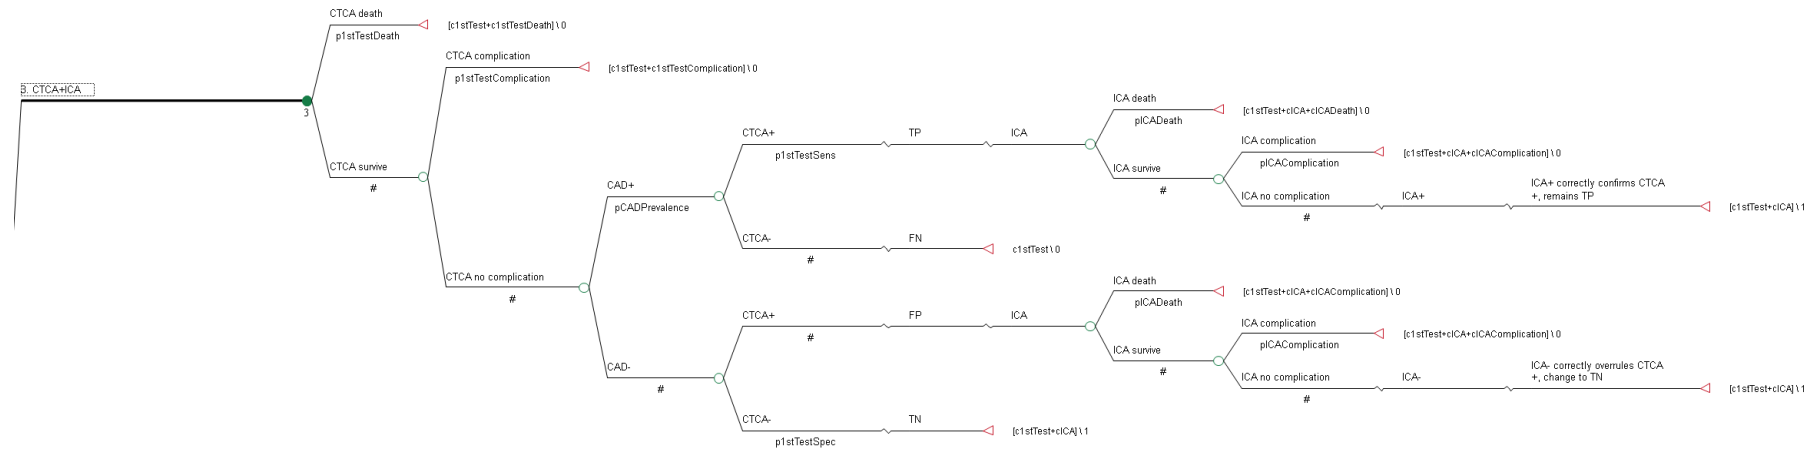 CTCA death
p1stTestDeath
[c1stTest+c1stTestDeath] \ 0
CTCA complication
p1stTestComplication
[c1stTest+c1stTestComplication] \ 0
3. CTCA+ICA
3
CTCA survive
#
CTCA no complication
#
CAD+
pCADPrevalence
CTCA+
p1stTestSens
TP
ICA
ICA death
pICADeath
[c1stTest+cICA+cICADeath] \ 0
ICA survive
#
ICA complication
pICAComplication
[c1stTest+cICA+cICAComplication] \ 0
ICA no complication
#
ICA+
ICA+ correctly confirms CTCA
+, remains TP
[c1stTest+cICA] \ 1
CTCA-
#
FN
c1stTest \ 0
CAD-
#
CTCA+
#
FP
ICA
ICA death
pICADeath
[c1stTest+cICA+cICAComplication] \ 0
ICA survive
#
ICA complication
pICAComplication
[c1stTest+cICA+cICAComplication] \ 0
ICA no complication
#
ICA-
ICA- correctly overrules CTCA
+, change to TN
[c1stTest+cICA] \ 1
CTCA-
p1stTestSpec
TN
[c1stTest+cICA] \ 1